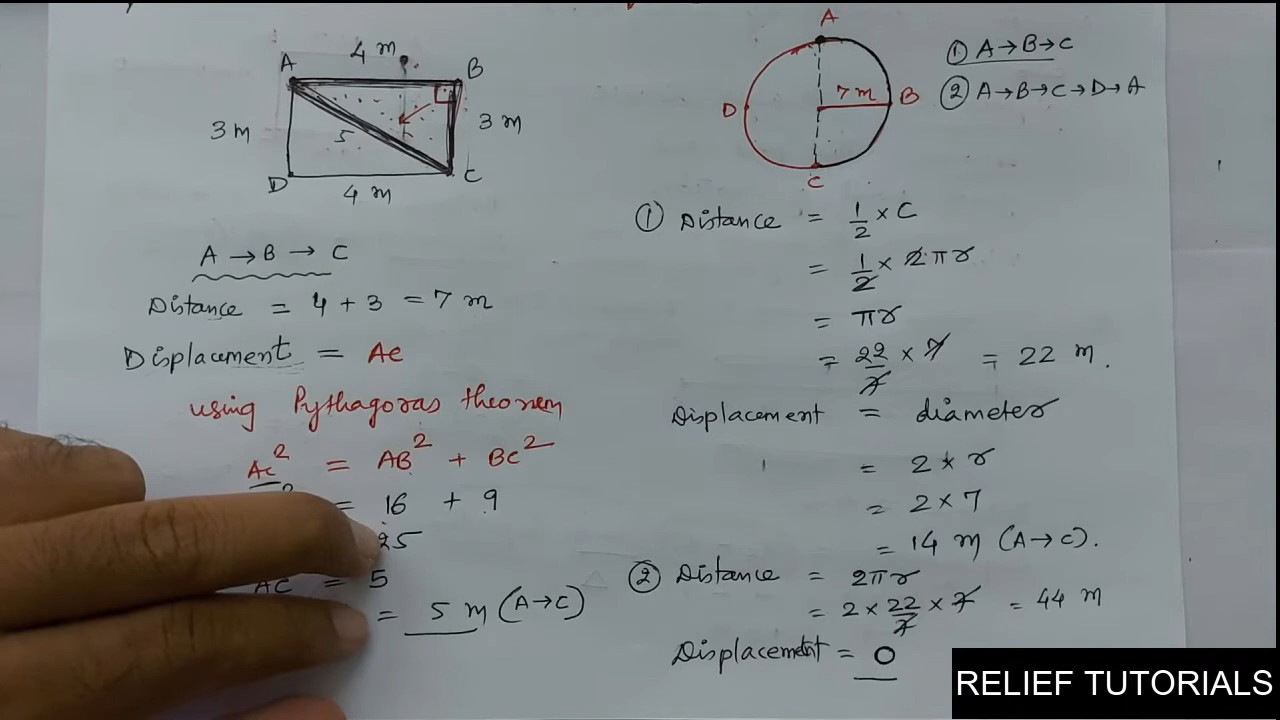 4 m
A
B
3 m
5
3 m
D
4 m
C
A → B → C
Distance = 4 + 3 = 7 m
Displacement = AC
using Pythagoras theorem
AC² = AB² + BC²
2 = 16 + 9
25
AC = 5
= 5 m (A→C)
A
7 m
B
D
C
① A→B→C
② A→B→C→D→A
① Distance = 1/2 × C
= 1/2 × 2πr
= πr
= 22/7 × 7 = 22 m.
Displacement = diameter
= 2 * r
= 2 × 7
= 14 m (A→C).
② Distance = 2πr
= 2 × 22/7 × 7 = 44 m
Displacement = 0
RELIEF TUTORIALS